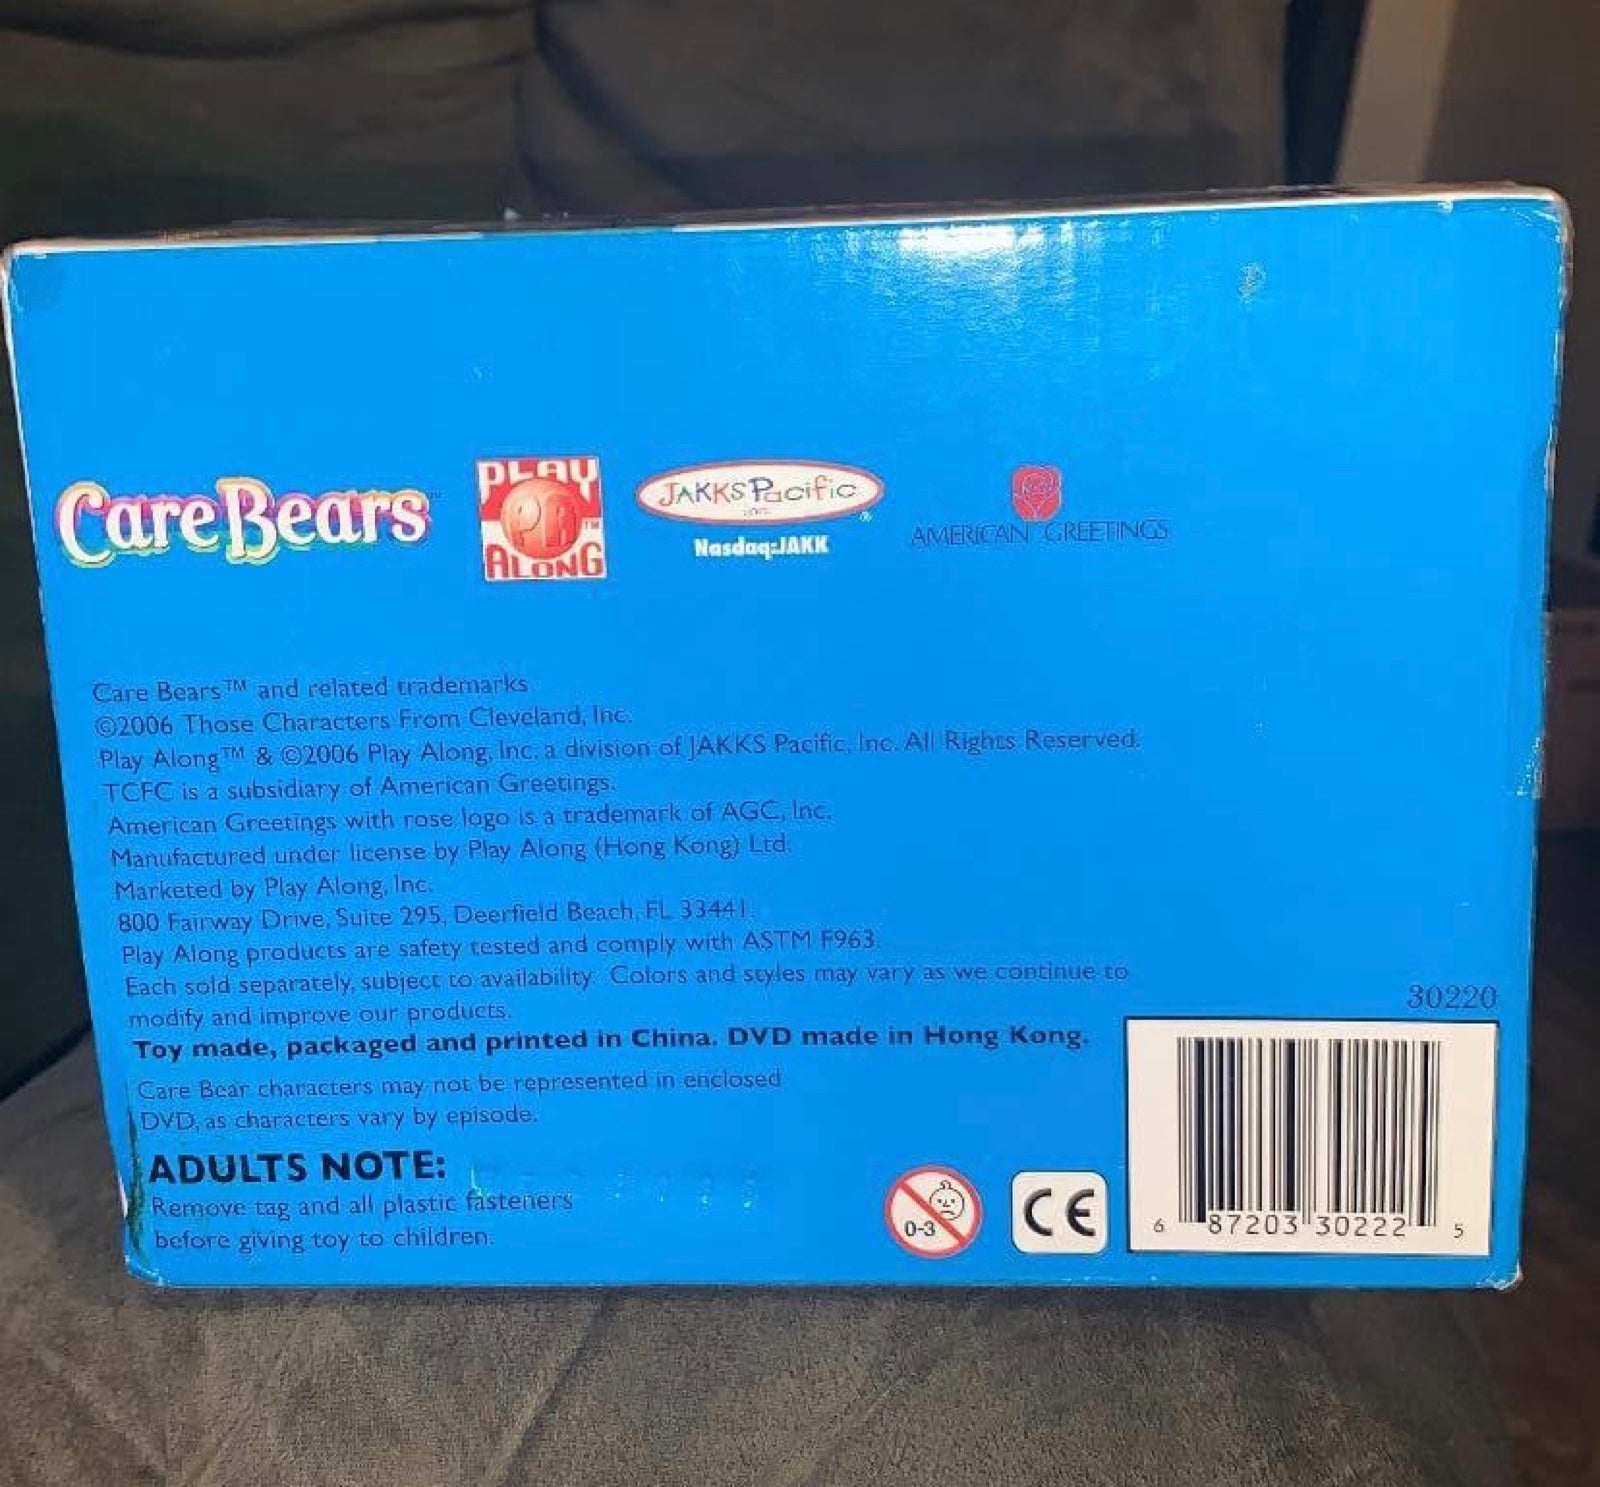 Care Bears™
PLAY
PA™
ALONG
JAKKS Pacific
INC.
®
Nasdaq:JAKK
AMERICAN GREETINGS
Care Bears™ and related trademarks
©2006 Those Characters From Cleveland, Inc.
Play Along™ & ©2006 Play Along, Inc. a division of JAKKS Pacific, Inc. All Rights Reserved.
TCFC is a subsidiary of American Greetings.
American Greetings with rose logo is a trademark of AGC, Inc.
Manufactured under license by Play Along (Hong Kong) Ltd.
Marketed by Play Along, Inc.
800 Fairway Drive, Suite 295, Deerfield Beach, FL 33441.
Play Along products are safety tested and comply with ASTM F963.
Each sold separately, subject to availability. Colors and styles may vary as we continue to
modify and improve our products.
Toy made, packaged and printed in China. DVD made in Hong Kong.
Care Bear characters may not be represented in enclosed
DVD, as characters vary by episode.
ADULTS NOTE:
Remove tag and all plastic fasteners
before giving toy to children.
0-3
CE
30220
6 87203 30222 5